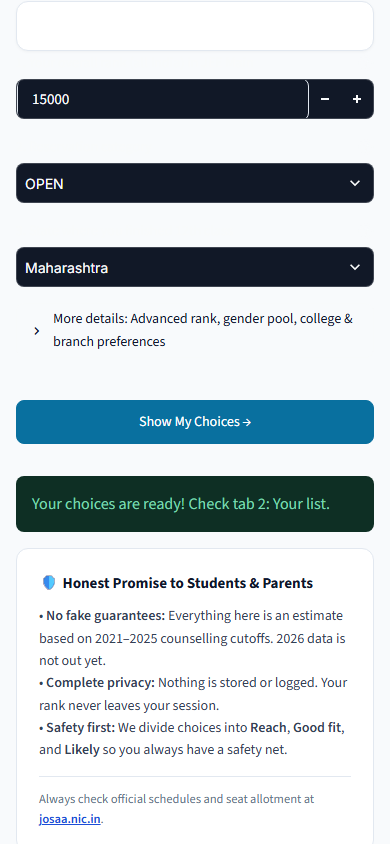 15000
OPEN
Maharashtra
More details: Advanced rank, gender pool, college &
branch preferences
Show My Choices →
Your choices are ready! Check tab 2: Your list.
Honest Promise to Students & Parents
• No fake guarantees: Everything here is an estimate
based on 2021–2025 counselling cutoffs. 2026 data is
not out yet.
• Complete privacy: Nothing is stored or logged. Your
rank never leaves your session.
• Safety first: We divide choices into Reach, Good fit,
and Likely so you always have a safety net.
Always check official schedules and seat allotment at
josaa.nic.in.